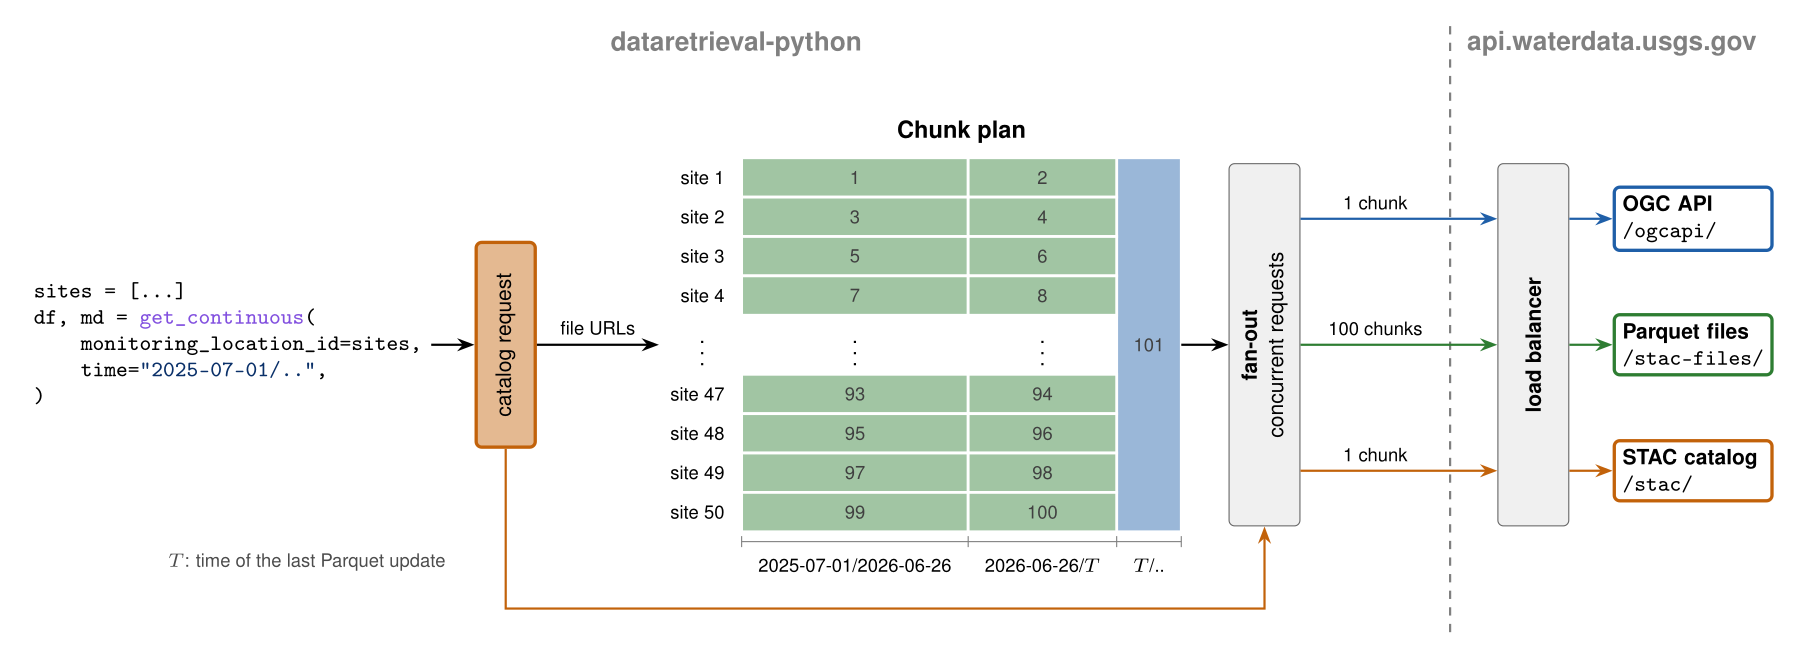 dataretrieval-python
api.waterdata.usgs.gov
sites = [...]
df, md = get_continuous(
    monitoring_location_id=sites,
    time="2025-07-01/..",
)
catalog request
file URLs
Chunk plan
site 1 1 2
site 2 3 4
site 3 5 6
site 4 7 8
⋮ ⋮ ⋮ 101
site 47 93 94
site 48 95 96
site 49 97 98
site 50 99 100
2025-07-01/2026-06-26 2026-06-26/T T/..
T: time of the last Parquet update
fan-out
concurrent requests
1 chunk
100 chunks
1 chunk
load balancer
OGC API
/ogcapi/
Parquet files
/stac-files/
STAC catalog
/stac/